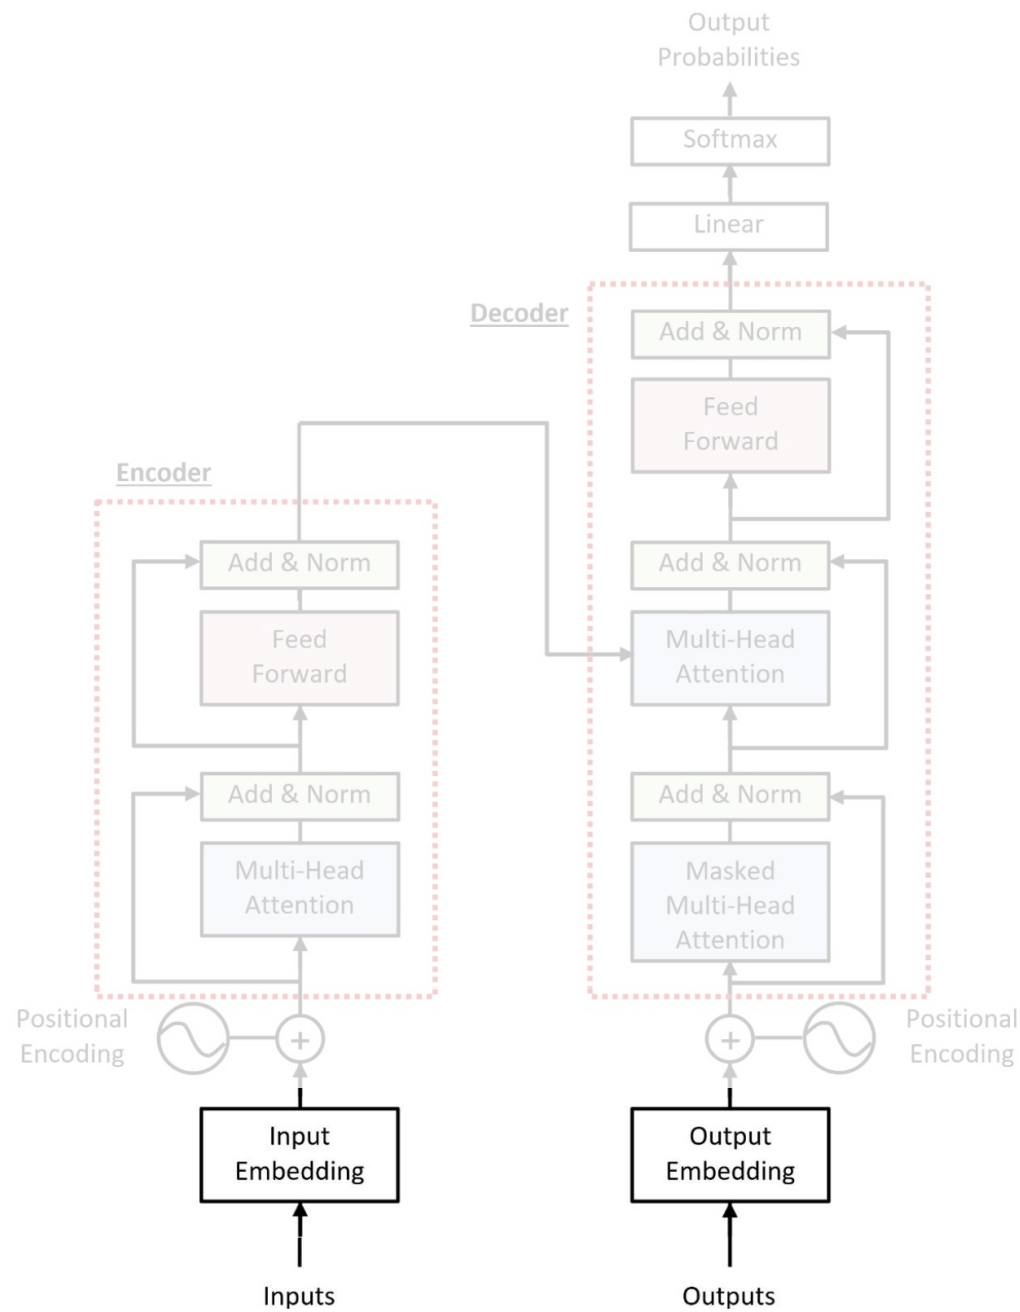 Output
Probabilities
Softmax
Linear
Decoder
Add & Norm
Feed
Forward
Add & Norm
Multi-Head
Attention
Add & Norm
Masked
Multi-Head
Attention
Encoder
Add & Norm
Feed
Forward
Add & Norm
Multi-Head
Attention
Positional
Encoding
+
+
Positional
Encoding
Input
Embedding
Output
Embedding
Inputs
Outputs